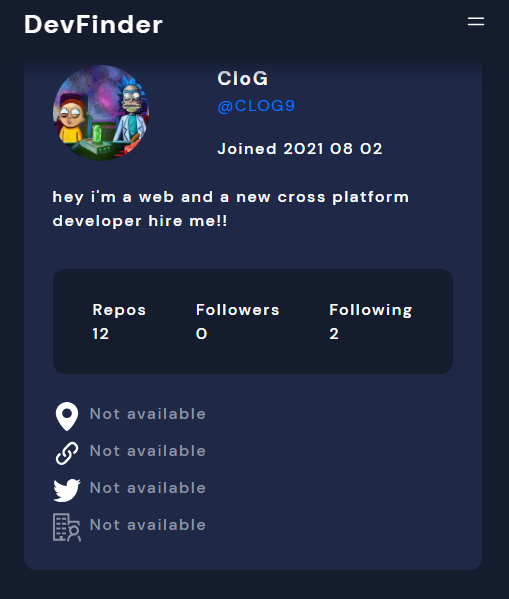 DevFinder
CloG
@CLOG9
Joined 2021 08 02
hey i'm a web and a new cross platform
developer hire me!!
Repos Followers Following
12 0 2
Not available
Not available
Not available
Not available